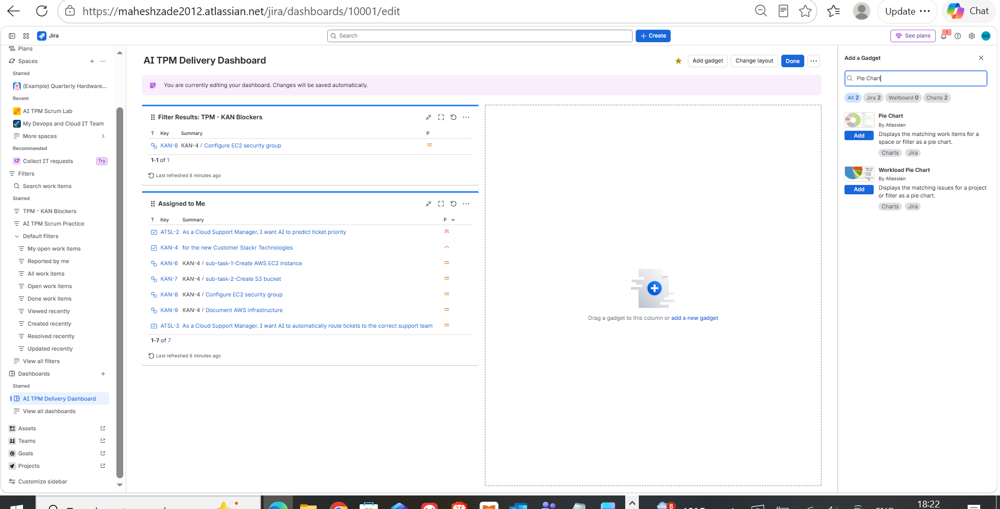 https://maheshzade2012.atlassian.net/jira/dashboards/10001/edit
Update
Chat
Jira
Search
+ Create
See plans
1
MZ
Plans
Spaces
Starred
(Example) Quarterly Hardware...
Recent
AI TPM Scrum Lab
My Devops and Cloud IT Team
More spaces
Recommended
Collect IT requests
Try
Filters
Search work items
Starred
TPM - KAN Blockers
AI TPM Scrum Practice
Default filters
My open work items
Reported by me
All work items
Open work items
Done work items
Viewed recently
Created recently
Resolved recently
Updated recently
View all filters
Dashboards
Starred
AI TPM Delivery Dashboard
View all dashboards
Assets
Teams
Goals
Projects
Customize sidebar
AI TPM Delivery Dashboard
Add gadget
Change layout
Done
You are currently editing your dashboard. Changes will be saved automatically.
Filter Results: TPM - KAN Blockers
T Key Summary P
KAN-8 KAN-4 / Configure EC2 security group
1–1 of 1
Last refreshed 8 minutes ago
Assigned to Me
T Key Summary P
ATSL-2 As a Cloud Support Manager, I want AI to predict ticket priority
KAN-4 for the new Customer Stackr Technologies
KAN-6 KAN-4 / sub-task-1-Create AWS EC2 instance
KAN-7 KAN-4 / sub-task-2-Create S3 bucket
KAN-8 KAN-4 / Configure EC2 security group
KAN-9 KAN-4 / Document AWS infrastructure
ATSL-3 As a Cloud Support Manager, I want AI to automatically route tickets to the correct support team
1–7 of 7
Last refreshed 8 minutes ago
Drag a gadget to this column or add a new gadget
Add a Gadget
Pie Chart
All 2 Jira 2 Wallboard 0 Charts 2
Pie Chart
By Atlassian
Add
Displays the matching work items for a
space or filter as a pie chart.
Charts Jira
Workload Pie Chart
By Atlassian
Add
Displays the matching issues for a project
or filter as a pie chart.
Charts Jira
8
18:22